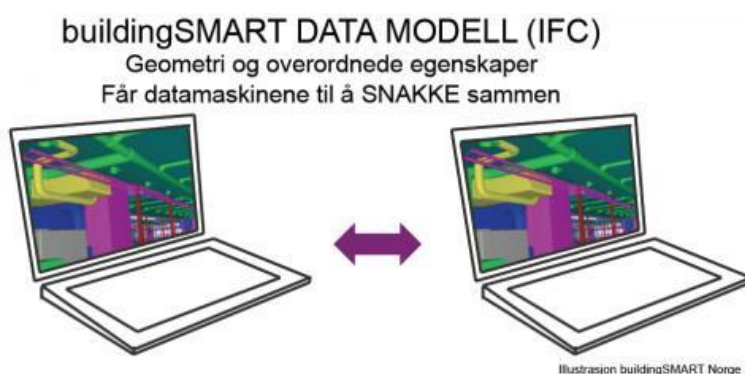 buildingSMART DATA MODELL (IFC)
Geometri og overordnede egenskaper
Får datamaskinene til å SNAKKE sammen
Illustrasjon buildingSMART Norge